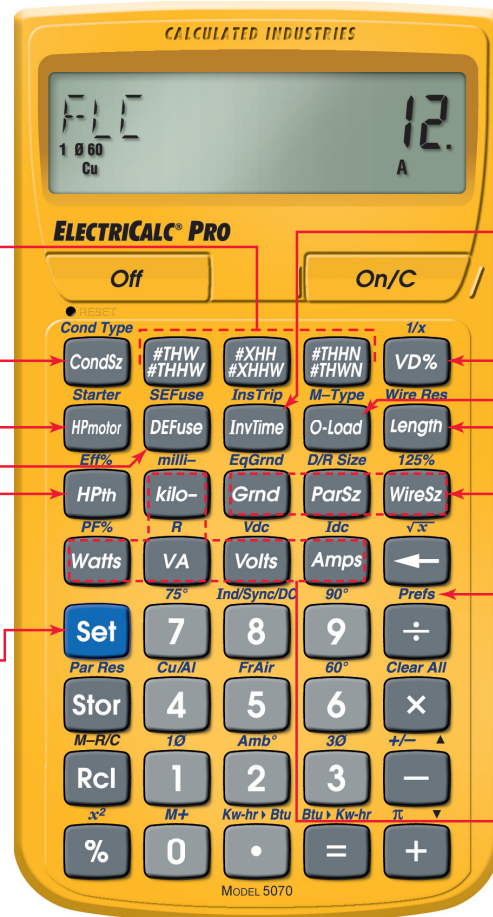 CALCULATED INDUSTRIES
FLC 12.
1 Ø 60
Cu A
ELECTRICALC® PRO
Off On/C
RESET
Cond Type 1/x
CondSz #THW #THHW #XHH #XHHW #THHN #THWN VD%
Starter SEFuse InsTrip M–Type Wire Res
HPmotor DEFuse InvTime O-Load Length
Eff% milli– EqGrnd D/R Size 125%
HPth kilo– Grnd ParSz WireSz
PF% R Vdc Idc √x
Watts VA Volts Amps ←
75° Ind/Sync/DC 90° Prefs
Set 7 8 9 ÷
Par Res Cu/Al FrAir 60° Clear All
Stor 4 5 6 ×
M–R/C 1Ø Amb° 3Ø +/– ▲
Rcl 1 2 3 –
x² M+ Kw-hr ▸ Btu Btu ▸ Kw-hr π ▼
% 0 • = +
MODEL 5070